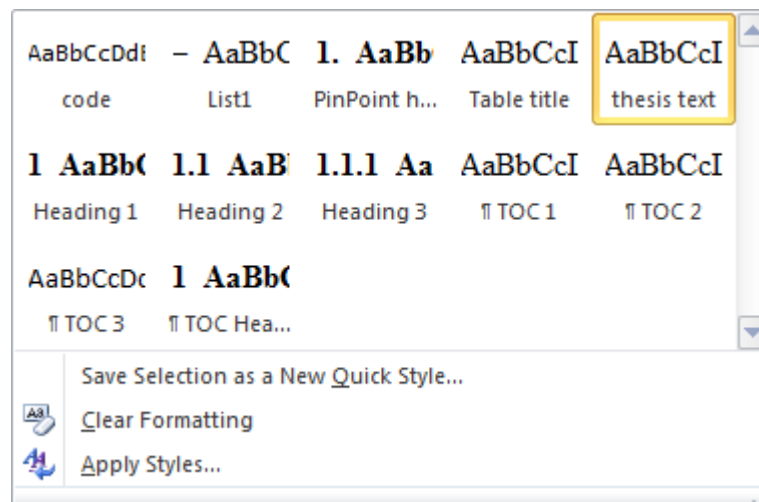 AaBbCcDdE – AaBbC 1. AaBb AaBbCcI AaBbCcI
code List1 PinPoint h... Table title thesis text
1 AaBbC 1.1 AaB 1.1.1 Aa AaBbCcI AaBbCcI
Heading 1 Heading 2 Heading 3 ¶ TOC 1 ¶ TOC 2
AaBbCcDc 1 AaBbC
¶ TOC 3 ¶ TOC Hea...
Save Selection as a New Quick Style...
Clear Formatting
Apply Styles...